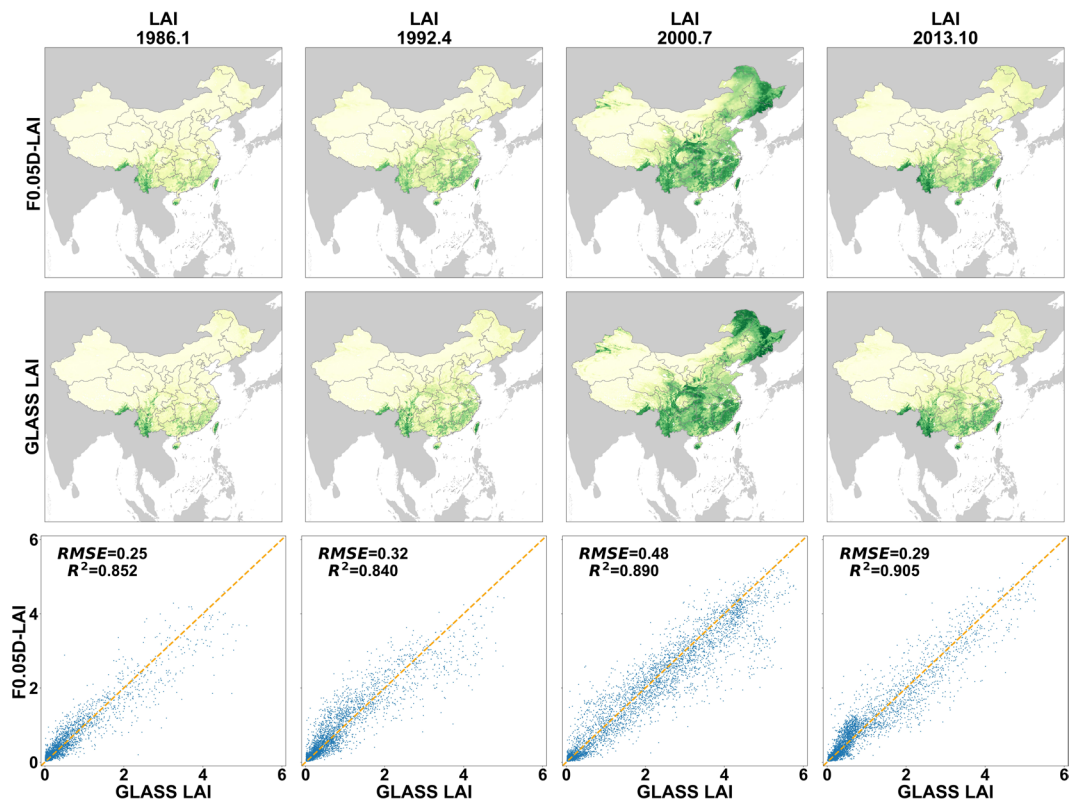 LAI
1986.1
LAI
1992.4
LAI
2000.7
LAI
2013.10
F0.05D-LAI
GLASS LAI
F0.05D-LAI
6
4
2
0
RMSE=0.25
R²=0.852
RMSE=0.32
R²=0.840
RMSE=0.48
R²=0.890
RMSE=0.29
R²=0.905
0 2 4 6
0 2 4 6
0 2 4 6
0 2 4 6
GLASS LAI
GLASS LAI
GLASS LAI
GLASS LAI